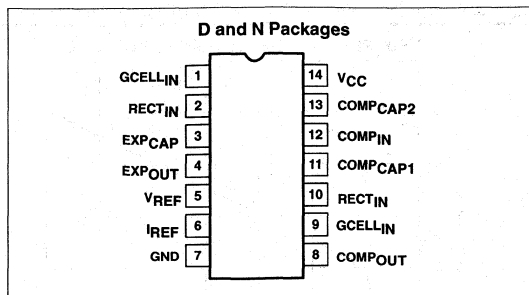 D and N Packages
GCELLIN 1
RECTIN 2
EXPCAP 3
EXPOUT 4
VREF 5
IREF 6
GND 7
14 VCC
13 COMPCAP2
12 COMPIN
11 COMPCAP1
10 RECTIN
9 GCELLIN
8 COMPOUT